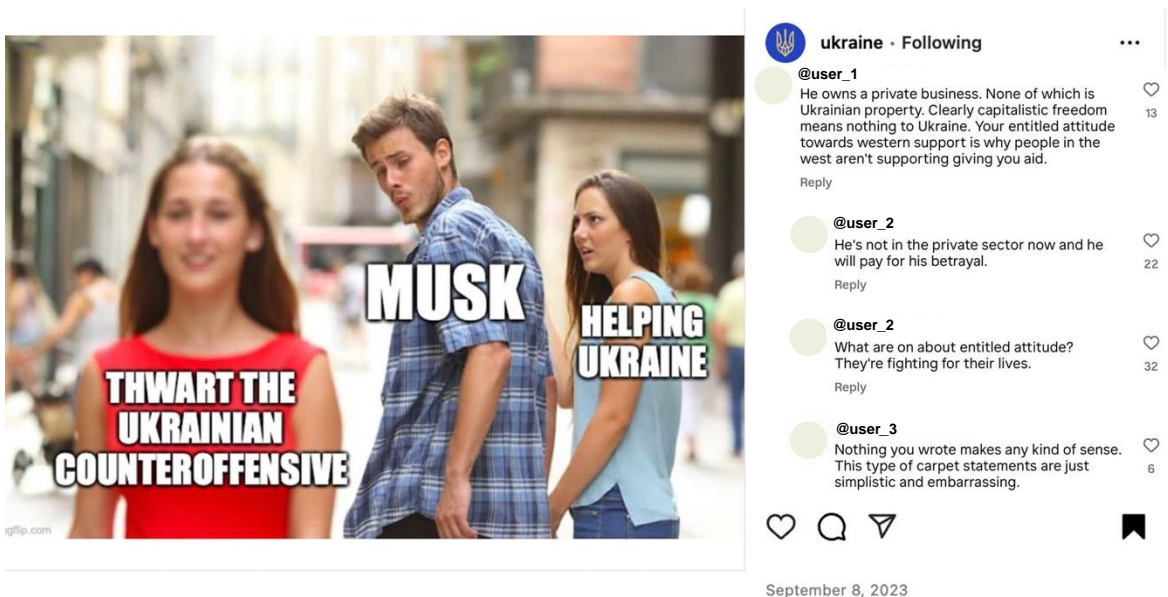 THWART THE
UKRAINIAN
COUNTEROFFENSIVE
MUSK
HELPING
UKRAINE
gflip.com
ukraine · Following
@user_1
He owns a private business. None of which is
Ukrainian property. Clearly capitalistic freedom
means nothing to Ukraine. Your entitled attitude
towards western support is why people in the
west aren't supporting giving you aid.
13
Reply
@user_2
He's not in the private sector now and he
will pay for his betrayal.
22
Reply
@user_2
What are on about entitled attitude?
They're fighting for their lives.
32
Reply
@user_3
Nothing you wrote makes any kind of sense.
This type of carpet statements are just
simplistic and embarrassing.
6
September 8, 2023